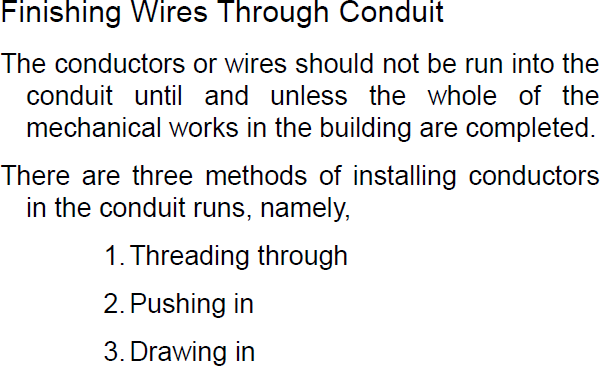 Finishing Wires Through Conduit
The conductors or wires should not be run into the
conduit until and unless the whole of the
mechanical works in the building are completed.
There are three methods of installing conductors
in the conduit runs, namely,
1. Threading through
2. Pushing in
3. Drawing in